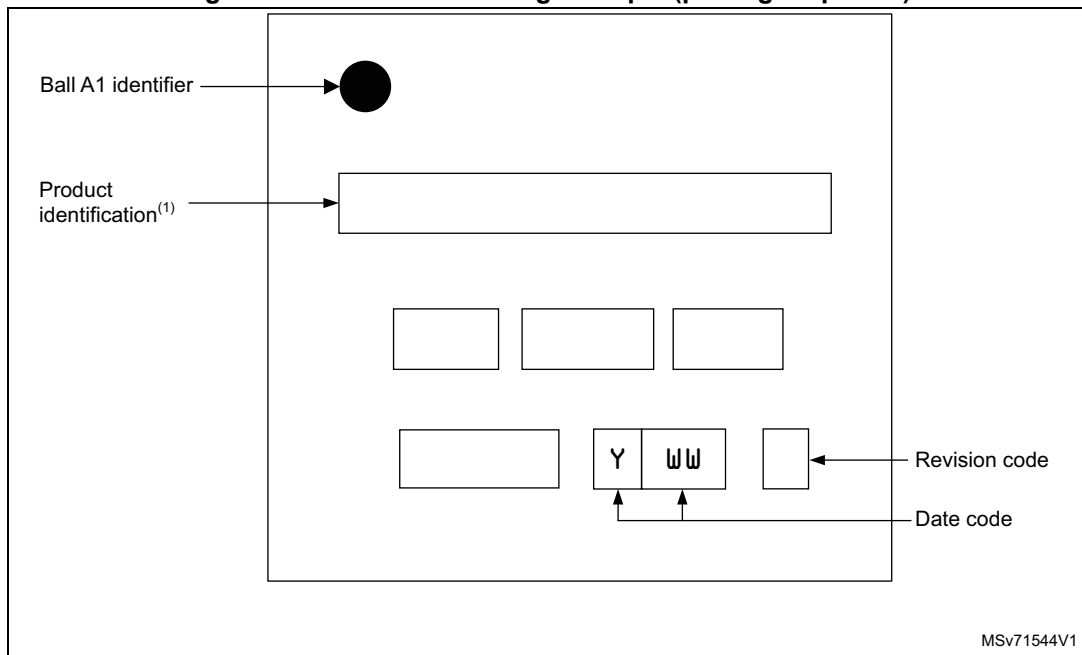 Ball A1 identifier
Product
identification(1)
Y WW
Revision code
Date code
MSv71544V1